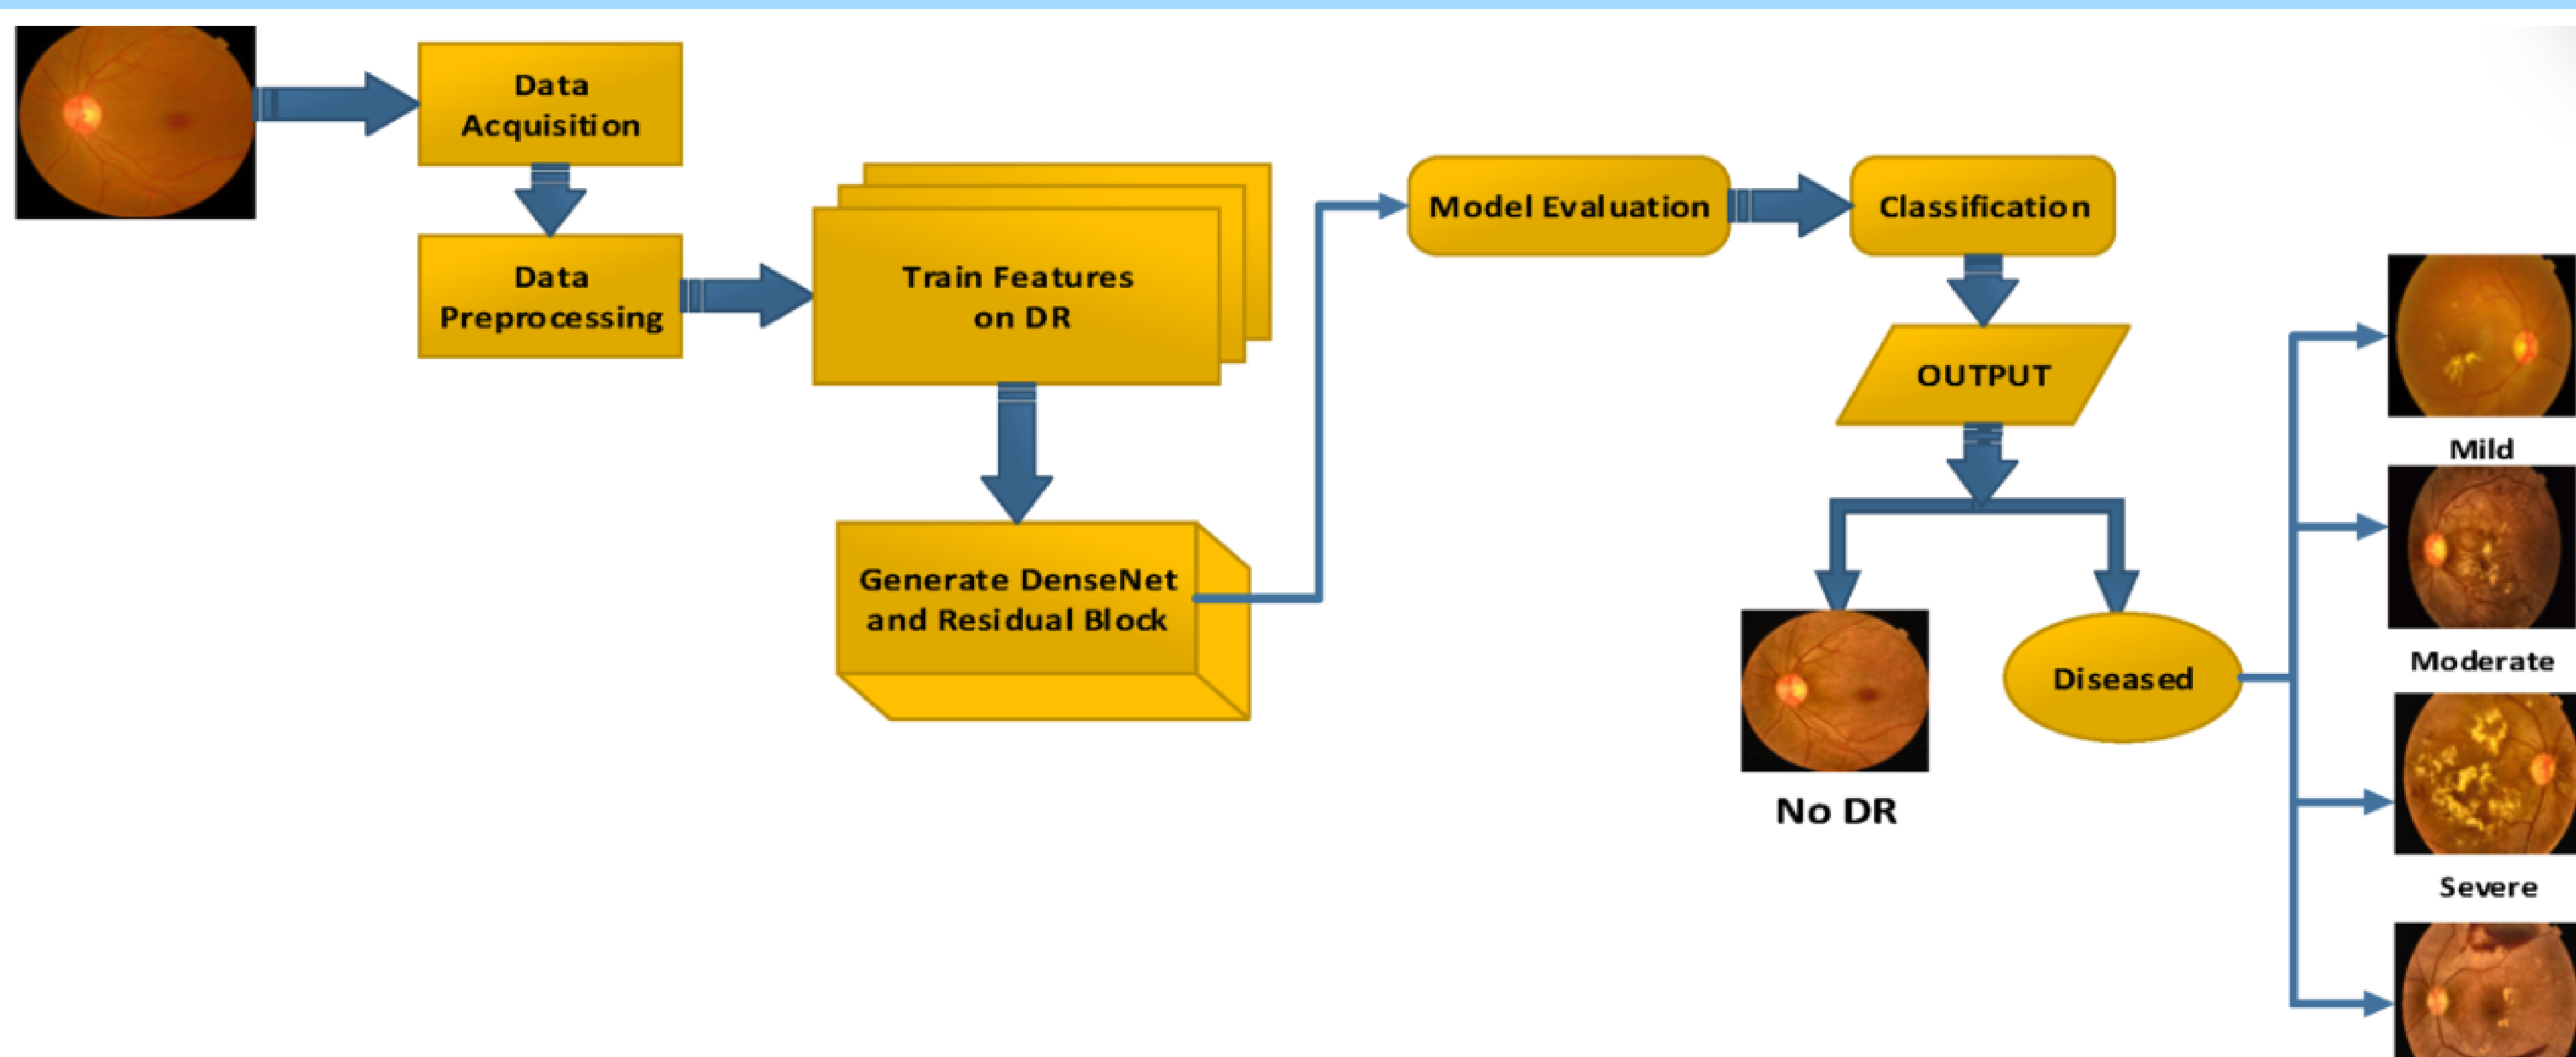 Data
Acquisition
Data
Preprocessing
Train Features
on DR
Generate DenseNet
and Residual Block
Model Evaluation
Classification
OUTPUT
No DR
Diseased
Mild
Moderate
Severe